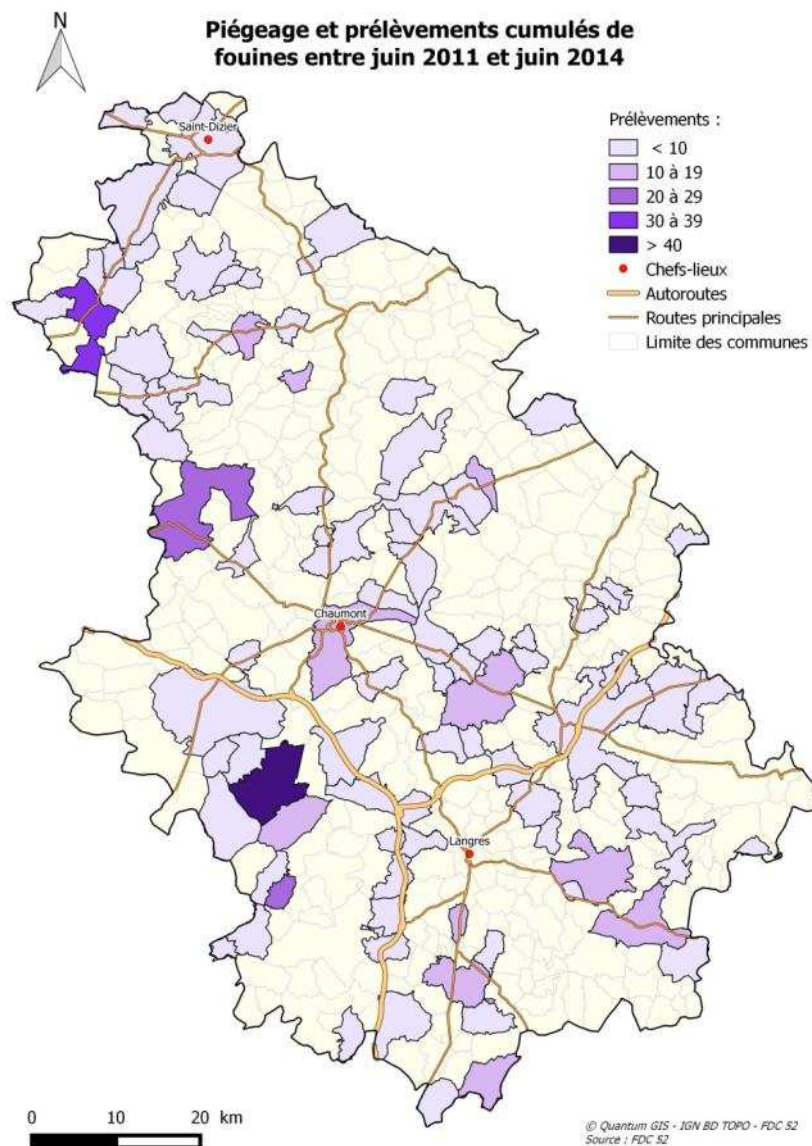 Piégeage et prélèvements cumulés de
fouines entre juin 2011 et juin 2014
N
Prélèvements :
< 10
10 à 19
20 à 29
30 à 39
> 40
Chefs-lieux
Autoroutes
Routes principales
Limite des communes
Saint-Dizier
Chaumont
Langres
0 10 20 km
© Quantum GIS - IGN BD TOPO - FDC 52
Source : FDC 52